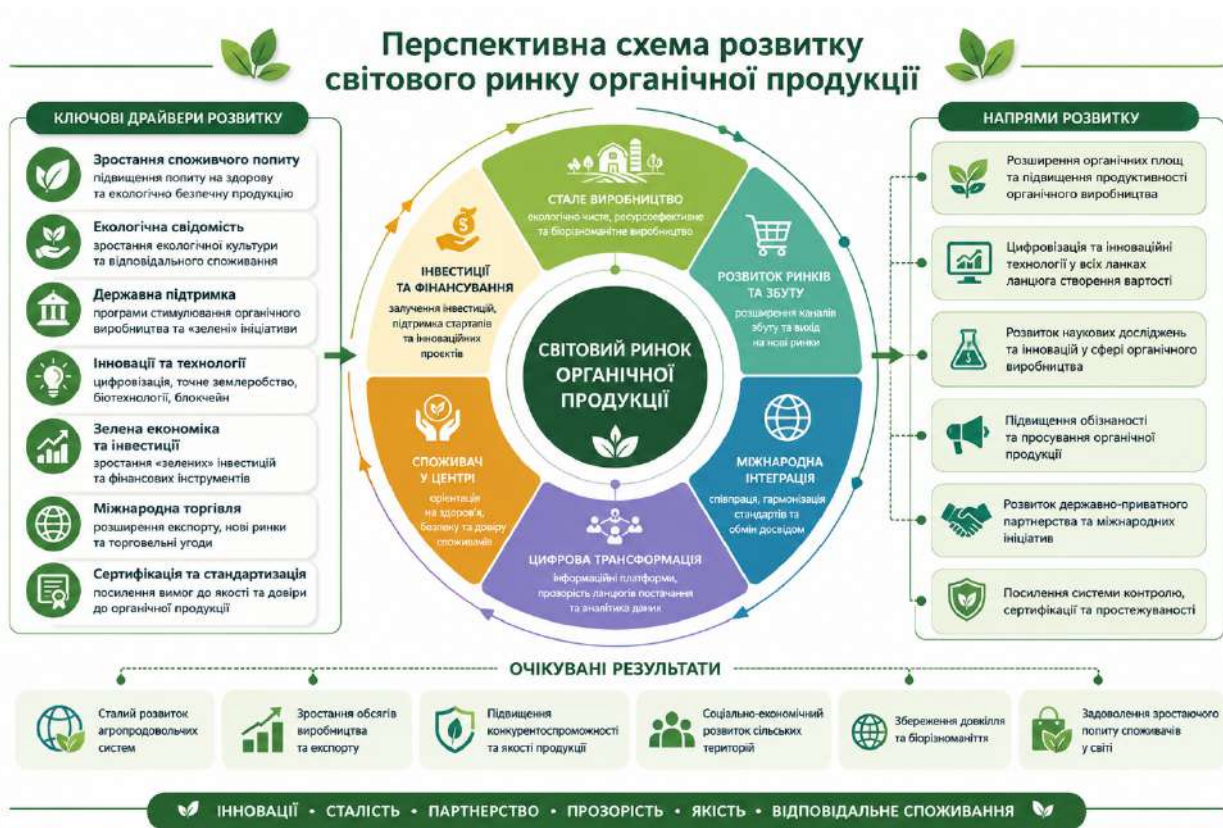 Перспективна схема розвитку
світового ринку органічної продукції
КЛЮЧОВІ ДРАЙВЕРИ РОЗВИТКУ
Зростання споживчого попиту
підвищення попиту на здорову
та екологічно безпечну продукцію
Екологічна свідомість
зростання екологічної культури
та відповідального споживання
Державна підтримка
програми стимулювання органічного
виробництва та «зелені» ініціативи
Інновації та технології
цифровізація, точне землеробство,
біотехнології, блокчейн
Зелена економіка
та інвестиції
зростання «зелених» інвестицій
та фінансових інструментів
Міжнародна торгівля
розширення експорту, нові ринки
та торговельні угоди
Сертифікація та стандартизація
посилення вимог до якості та довіри
до органічної продукції
СТАЛЕ ВИРОБНИЦТВО
екологічно чисте, ресурсоефективне
та біорізноманітне виробництво
РОЗВИТОК РИНКІВ
ТА ЗБУТУ
розширення каналів
збуту та вихід
на нові ринки
МІЖНАРОДНА
ІНТЕГРАЦІЯ
співпраця, гармонізація
стандартів та
обмін досвідом
ЦИФРОВА ТРАНСФОРМАЦІЯ
інформаційні платформи,
прозорість ланцюгів постачання
та аналітика даних
СПОЖИВАЧ
У ЦЕНТРІ
орієнтація
на здоров'я,
безпеку та довіру
споживачів
ІНВЕСТИЦІЇ
ТА ФІНАНСУВАННЯ
залучення інвестицій,
підтримка стартапів
та інноваційних
проєктів
СВІТОВИЙ РИНОК
ОРГАНІЧНОЇ
ПРОДУКЦІЇ
НАПРЯМИ РОЗВИТКУ
Розширення органічних площ
та підвищення продуктивності
органічного виробництва
Цифровізація та інноваційні
технології у всіх ланках
ланцюга створення вартості
Розвиток наукових досліджень
та інновацій у сфері органічного
виробництва
Підвищення обізнаності
та просування органічної
продукції
Розвиток державно-приватного
партнерства та міжнародних
ініціатив
Посилення системи контролю,
сертифікації та простежуваності
ОЧІКУВАНІ РЕЗУЛЬТАТИ
Сталий розвиток
агропродовольчих
систем
Зростання обсягів
виробництва
та експорту
Підвищення
конкурентоспроможності
та якості продукції
Соціально-економічний
розвиток сільських
територій
Збереження довкілля
та біорізноманіття
Задоволення зростаючого
попиту споживачів
у світі
ІННОВАЦІЇ • СТАЛІСТЬ • ПАРТНЕРСТВО • ПРОЗОРІСТЬ • ЯКІСТЬ • ВІДПОВІДАЛЬНЕ СПОЖИВАННЯ